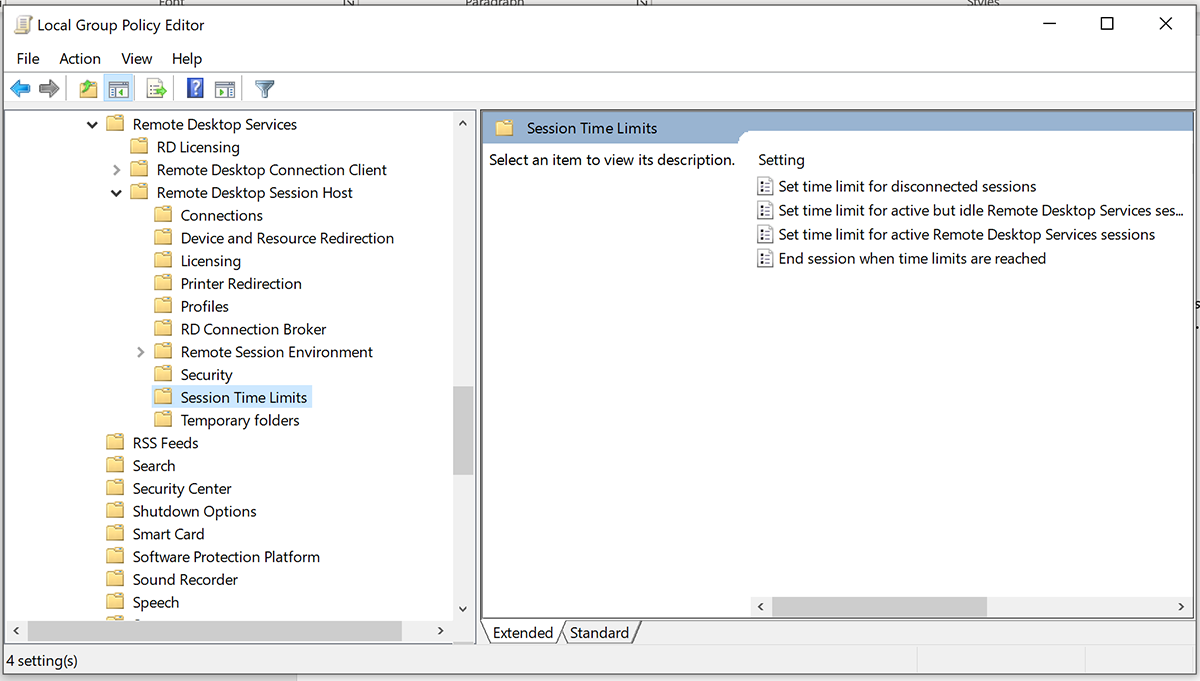 Font
Paragraph
Styles
Local Group Policy Editor
File Action View Help
Remote Desktop Services
RD Licensing
Remote Desktop Connection Client
Remote Desktop Session Host
Connections
Device and Resource Redirection
Licensing
Printer Redirection
Profiles
RD Connection Broker
Remote Session Environment
Security
Session Time Limits
Temporary folders
RSS Feeds
Search
Security Center
Shutdown Options
Smart Card
Software Protection Platform
Sound Recorder
Speech
Session Time Limits
Select an item to view its description.
Setting
Set time limit for disconnected sessions
Set time limit for active but idle Remote Desktop Services ses...
Set time limit for active Remote Desktop Services sessions
End session when time limits are reached
Extended Standard
4 setting(s)